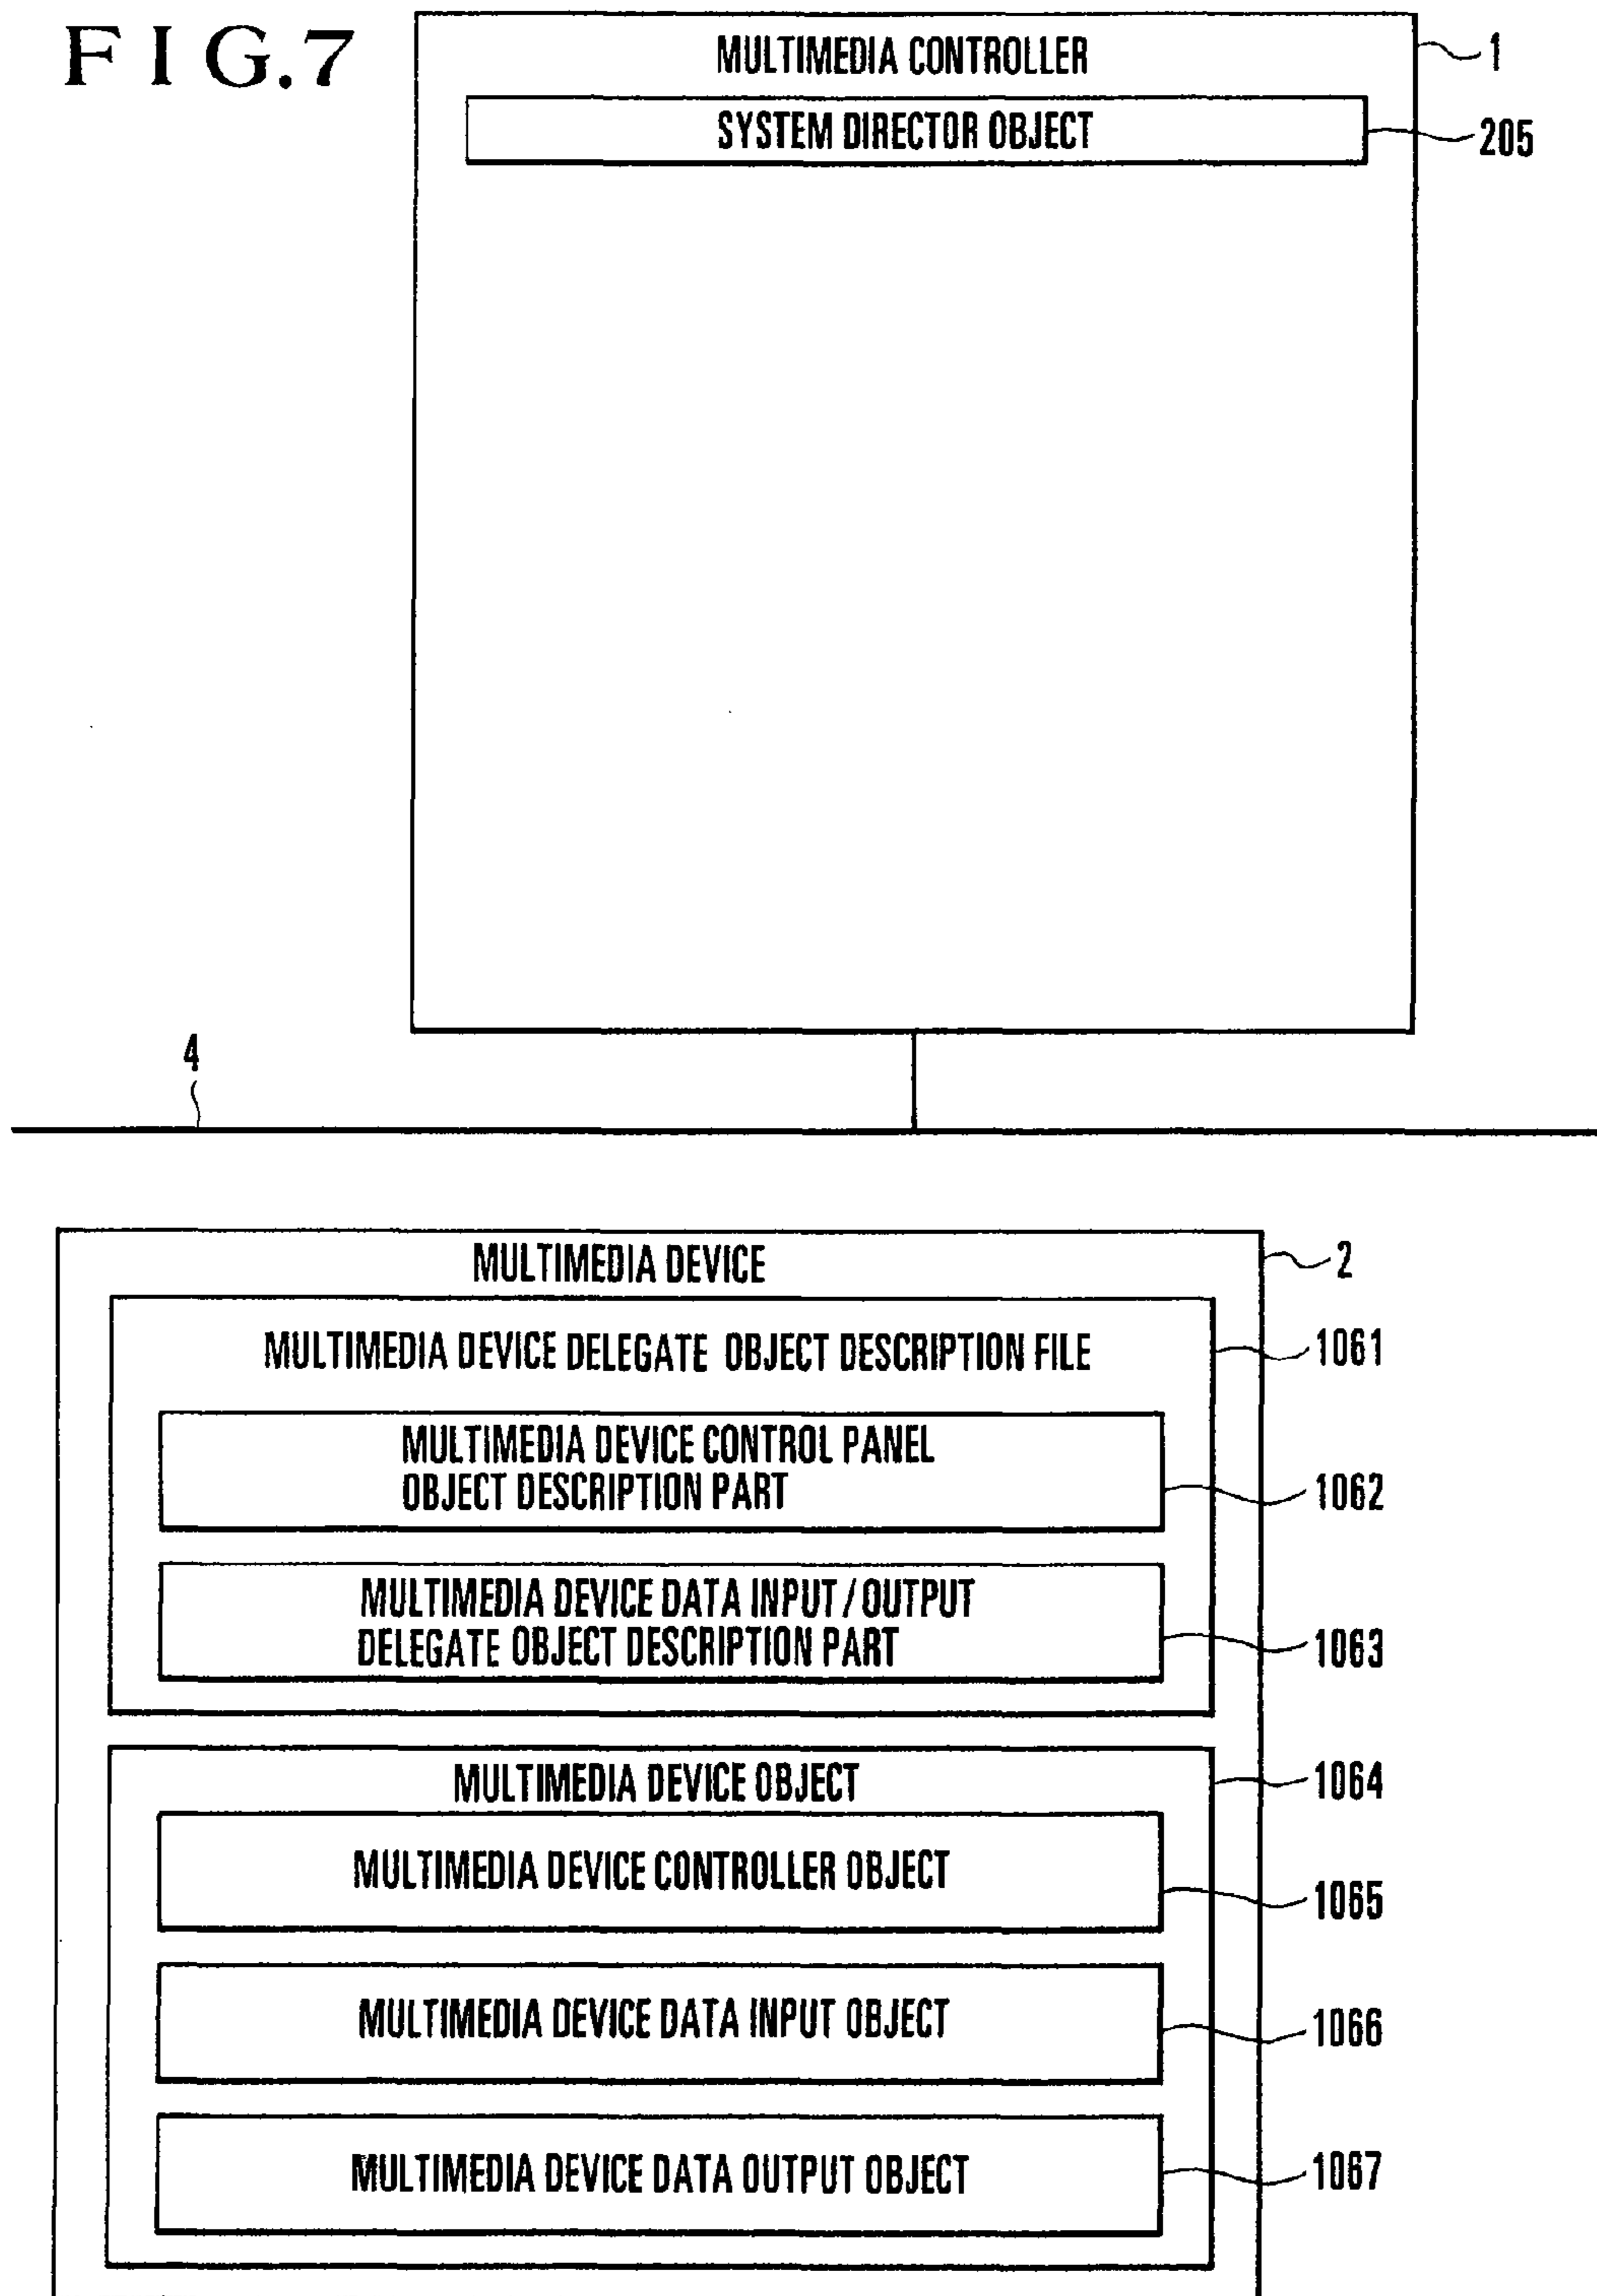 FIG.7
MULTIMEDIA CONTROLLER
1
SYSTEM DIRECTOR OBJECT
205
4
MULTIMEDIA DEVICE
2
MULTIMEDIA DEVICE DELEGATE OBJECT DESCRIPTION FILE
1061
MULTIMEDIA DEVICE CONTROL PANEL
OBJECT DESCRIPTION PART
1062
MULTIMEDIA DEVICE DATA INPUT/OUTPUT
DELEGATE OBJECT DESCRIPTION PART
1063
MULTIMEDIA DEVICE OBJECT
1064
MULTIMEDIA DEVICE CONTROLLER OBJECT
1065
MULTIMEDIA DEVICE DATA INPUT OBJECT
1066
MULTIMEDIA DEVICE DATA OUTPUT OBJECT
1067